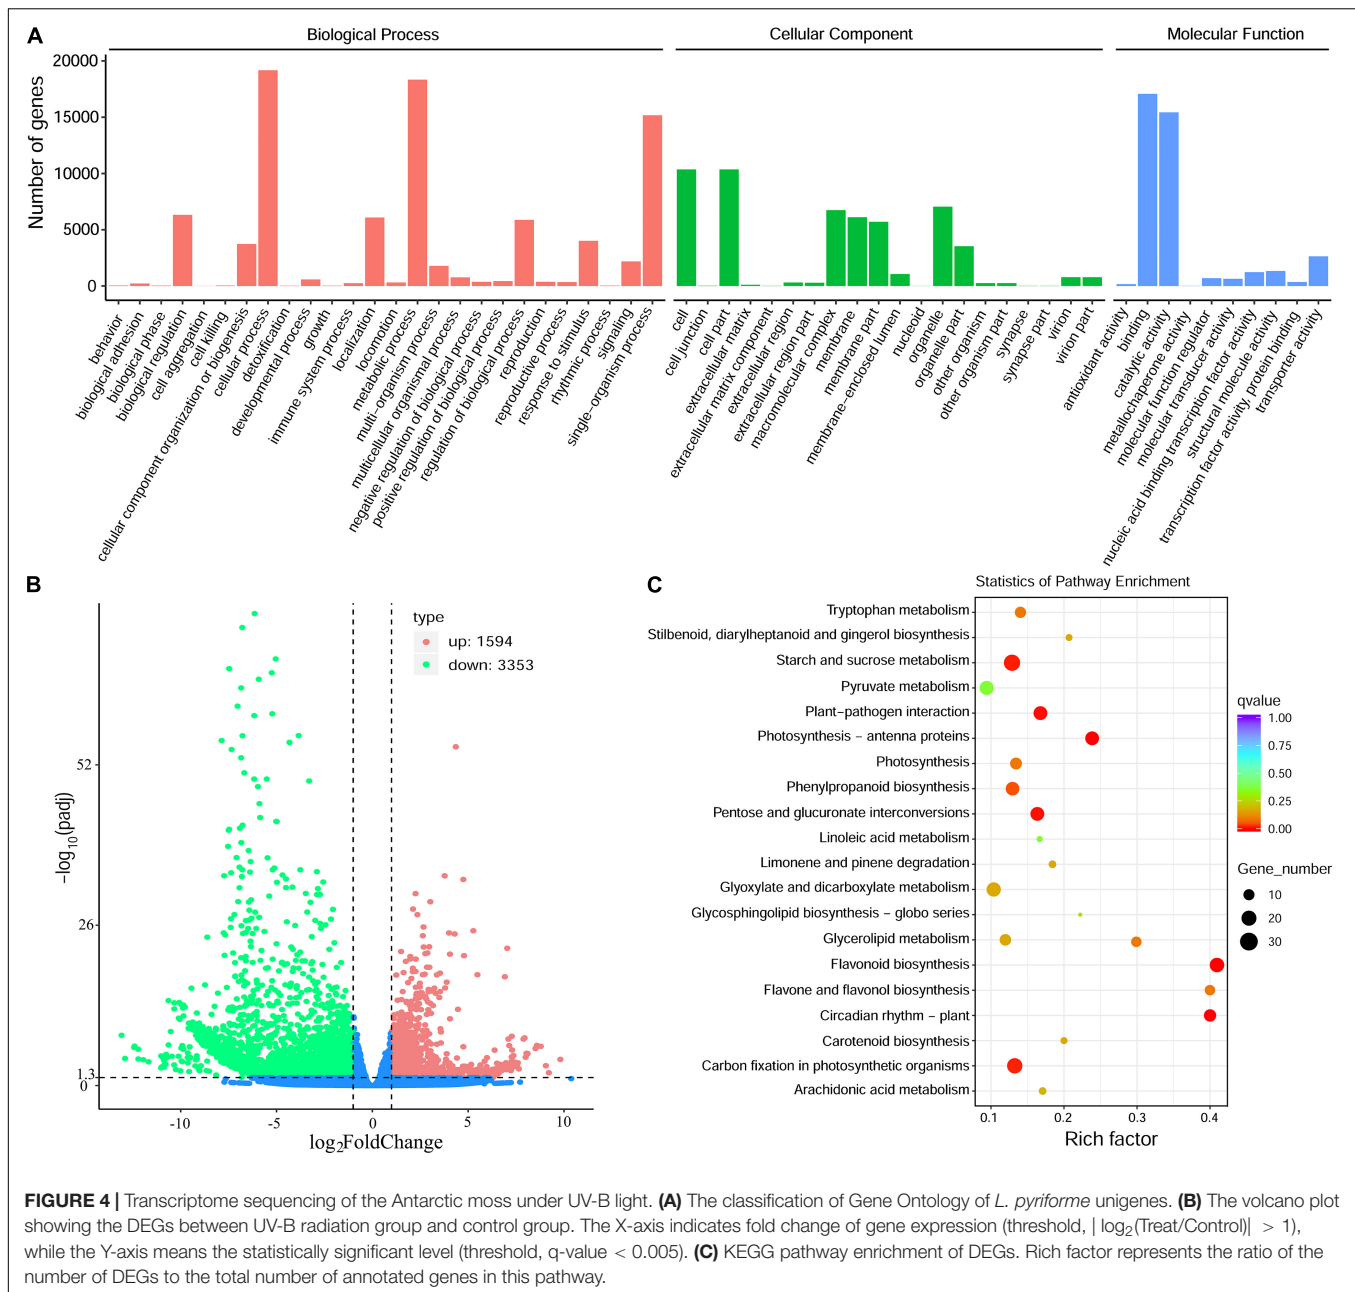 A
Biological Process
Cellular Component
Molecular Function
Number of genes
20000
15000
10000
5000
0
behavior
biological adhesion
biological phase
biological regulation
cell aggregation
cell killing
cellular component organization or biogenesis
cellular process
detoxification
developmental process
growth
immune system process
localization
locomotion
metabolic process
multi−organism process
multicellular organismal process
negative regulation of biological process
positive regulation of biological process
regulation of biological process
reproduction
reproductive process
response to stimulus
rhythmic process
signaling
single−organism process
cell
cell junction
cell part
extracellular matrix
extracellular matrix component
extracellular region
extracellular region part
macromolecular complex
membrane
membrane part
membrane−enclosed lumen
nucleoid
organelle
organelle part
other organism
other organism part
synapse
synapse part
virion
virion part
antioxidant activity
binding
catalytic activity
metallochaperone activity
molecular function regulator
molecular transducer activity
nucleic acid binding transcription factor activity
structural molecule activity
transcription factor activity protein binding
transporter activity
B
type
up: 1594
down: 3353
−log10(padj)
52
26
1.3
0
-10
-5
0
5
10
log2FoldChange
C
Statistics of Pathway Enrichment
Tryptophan metabolism
Stilbenoid, diarylheptanoid and gingerol biosynthesis
Starch and sucrose metabolism
Pyruvate metabolism
Plant−pathogen interaction
Photosynthesis − antenna proteins
Photosynthesis
Phenylpropanoid biosynthesis
Pentose and glucuronate interconversions
Linoleic acid metabolism
Limonene and pinene degradation
Glyoxylate and dicarboxylate metabolism
Glycosphingolipid biosynthesis − globo series
Glycerolipid metabolism
Flavonoid biosynthesis
Flavone and flavonol biosynthesis
Circadian rhythm − plant
Carotenoid biosynthesis
Carbon fixation in photosynthetic organisms
Arachidonic acid metabolism
0.1
0.2
0.3
0.4
Rich factor
qvalue
1.00
0.75
0.50
0.25
0.00
Gene_number
10
20
30
FIGURE 4 | Transcriptome sequencing of the Antarctic moss under UV-B light. (A) The classification of Gene Ontology of L. pyriforme unigenes. (B) The volcano plot
showing the DEGs between UV-B radiation group and control group. The X-axis indicates fold change of gene expression (threshold, | log2(Treat/Control)| > 1),
while the Y-axis means the statistically significant level (threshold, q-value < 0.005). (C) KEGG pathway enrichment of DEGs. Rich factor represents the ratio of the
number of DEGs to the total number of annotated genes in this pathway.